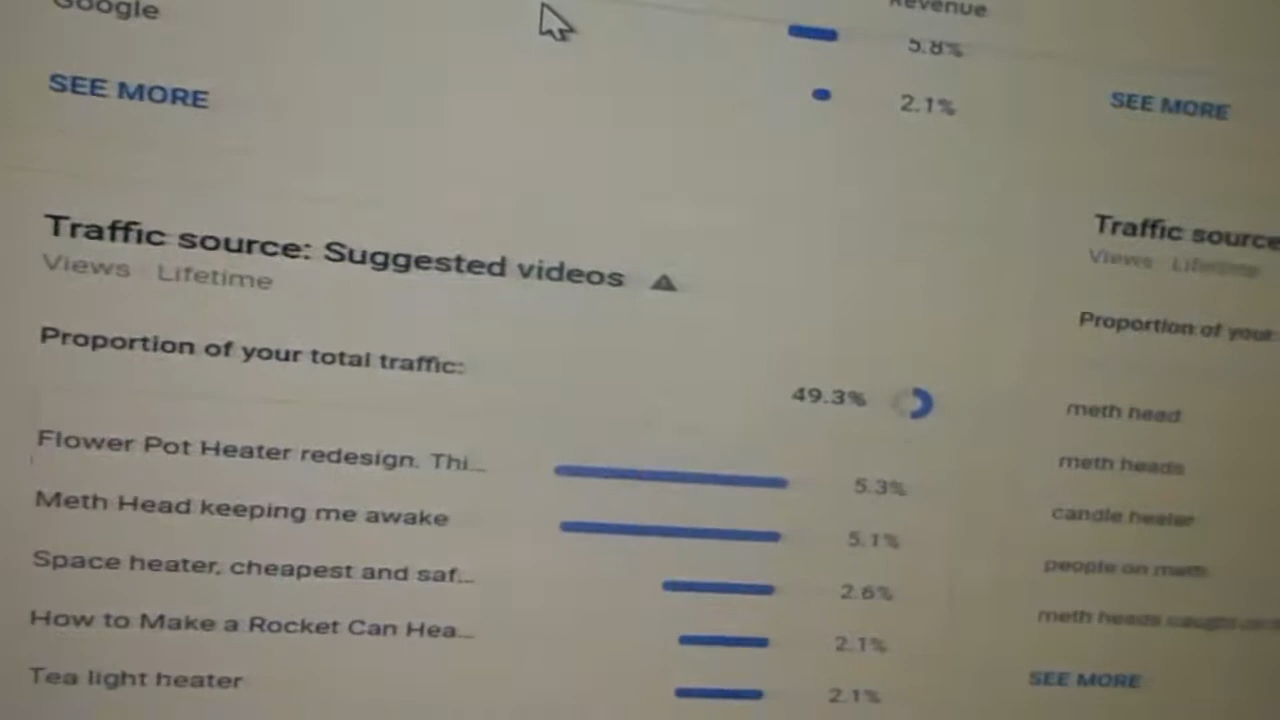 Google
Revenue
5.8%
SEE MORE
2.1%
SEE MORE
Traffic source: Suggested videos
Views · Lifetime
Proportion of your total traffic:
49.3%
Flower Pot Heater redesign. Thi...
5.3%
Meth Head keeping me awake
5.1%
Space heater, cheapest and saf...
2.6%
How to Make a Rocket Can Hea...
2.1%
Tea light heater
2.1%
Traffic source
Views · Lifetime
Proportion of your
meth head
meth heads
candle heater
people on meth
meth heads caught
SEE MORE